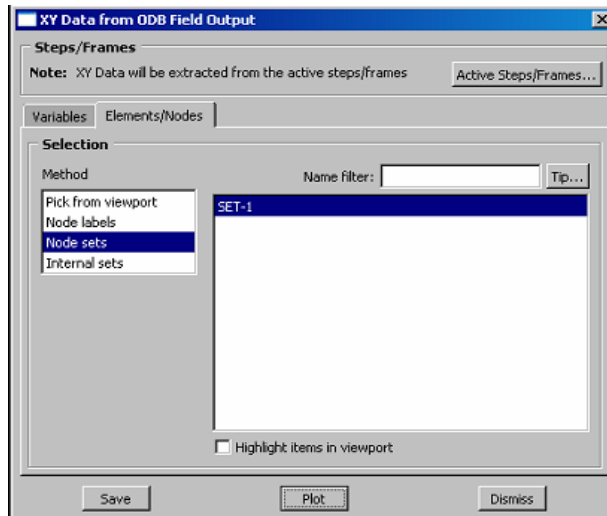 XY Data from ODB Field Output
Steps/Frames
Note: XY Data will be extracted from the active steps/frames
Active Steps/Frames...
Variables
Elements/Nodes
Selection
Method
Name filter:
Tip...
Pick from viewport
Node labels
Node sets
Internal sets
SET-1
Highlight items in viewport
Save
Plot
Dismiss